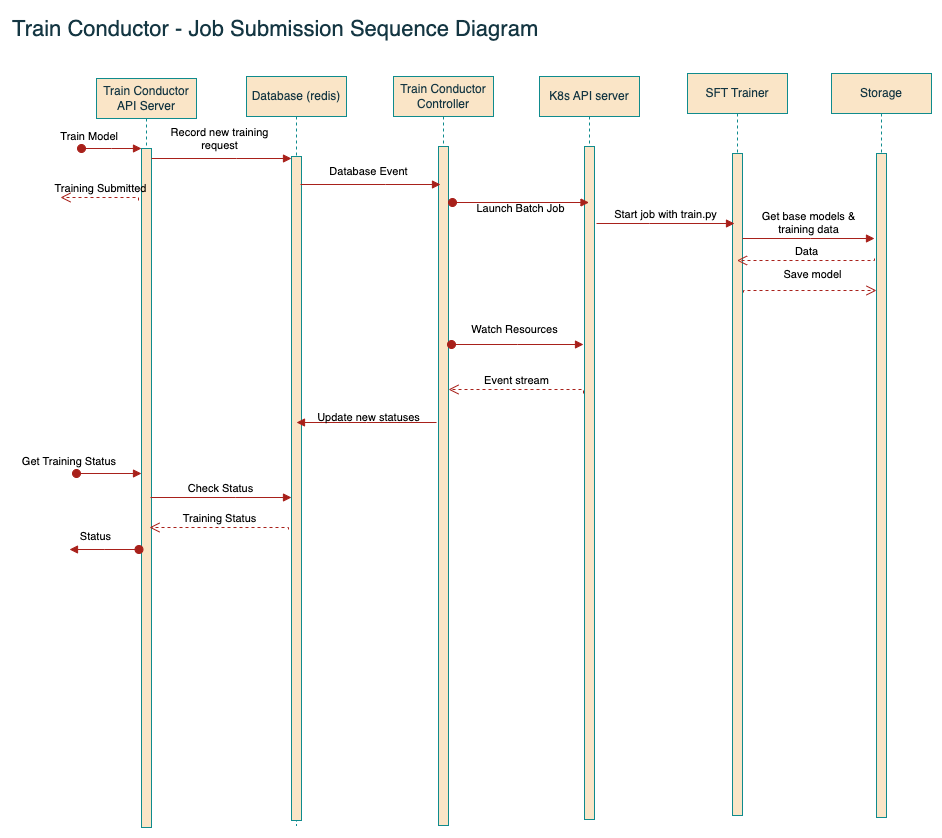 Train Conductor - Job Submission Sequence Diagram
Train Conductor
API Server
Database (redis)
Train Conductor
Controller
K8s API server
SFT Trainer
Storage
Train Model
Record new training
request
Database Event
Training Submitted
Launch Batch Job
Start job with train.py
Get base models &
training data
Data
Save model
Watch Resources
Event stream
Update new statuses
Get Training Status
Check Status
Training Status
Status